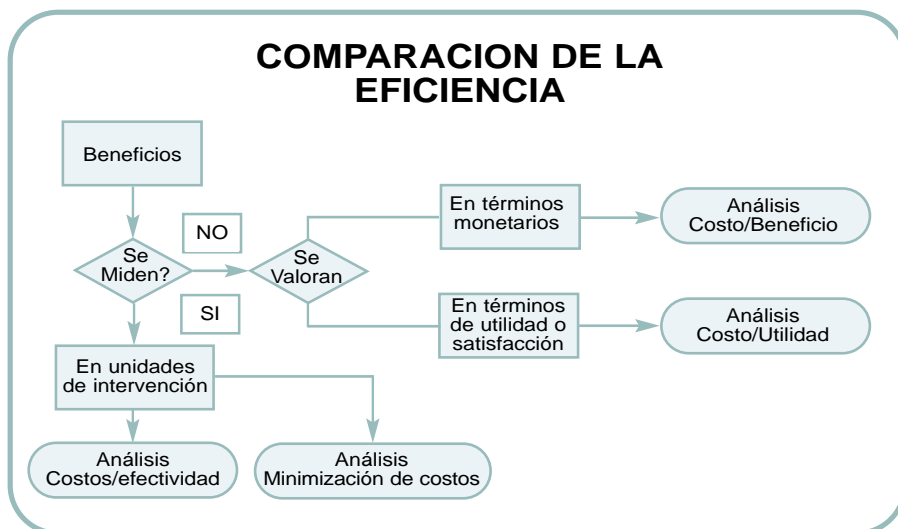 COMPARACION DE LA
EFICIENCIA
Beneficios
En términos
monetarios
Análisis
Costo/Beneficio
NO
Se
Miden?
Se
Valoran
SI
En términos
de utilidad o
satisfacción
Análisis
Costo/Utilidad
En unidades
de intervención
Análisis
Costos/efectividad
Análisis
Minimización de costos